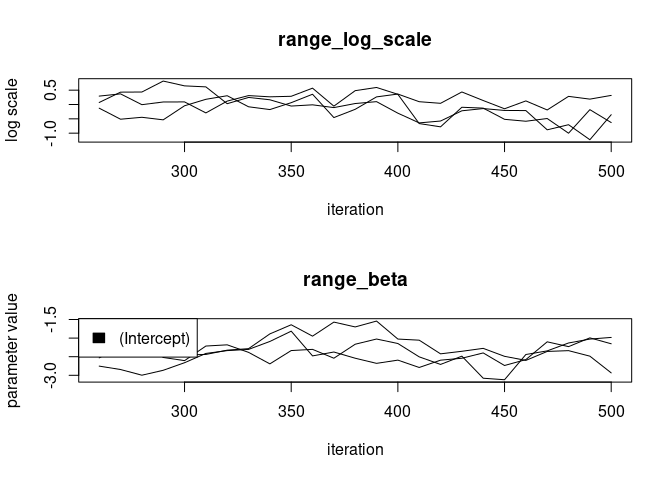 range_log_scale
log scale
0.5
-1.0
300
350
400
450
500
iteration
range_beta
parameter value
-1.5
-3.0
(Intercept)
300
350
400
450
500
iteration